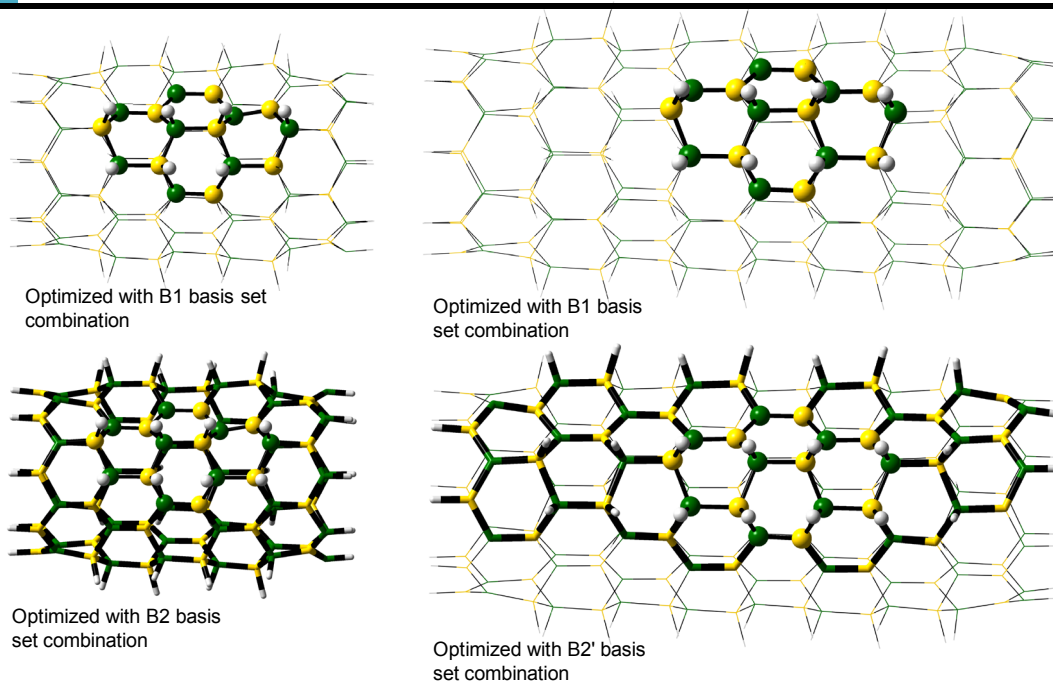 Optimized with B1 basis set
combination
Optimized with B1 basis
set combination
Optimized with B2 basis
set combination
Optimized with B2' basis
set combination